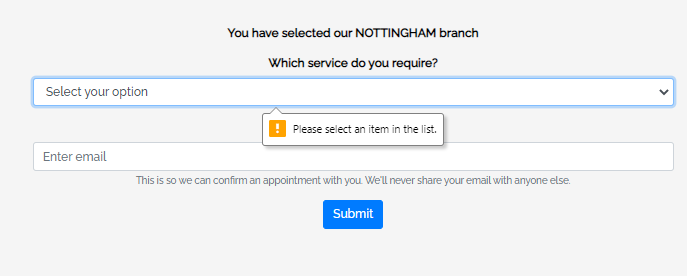 You have selected our NOTTINGHAM branch
Which service do you require?
Select your option
Please select an item in the list.
Enter email
This is so we can confirm an appointment with you. We'll never share your email with anyone else.
Submit